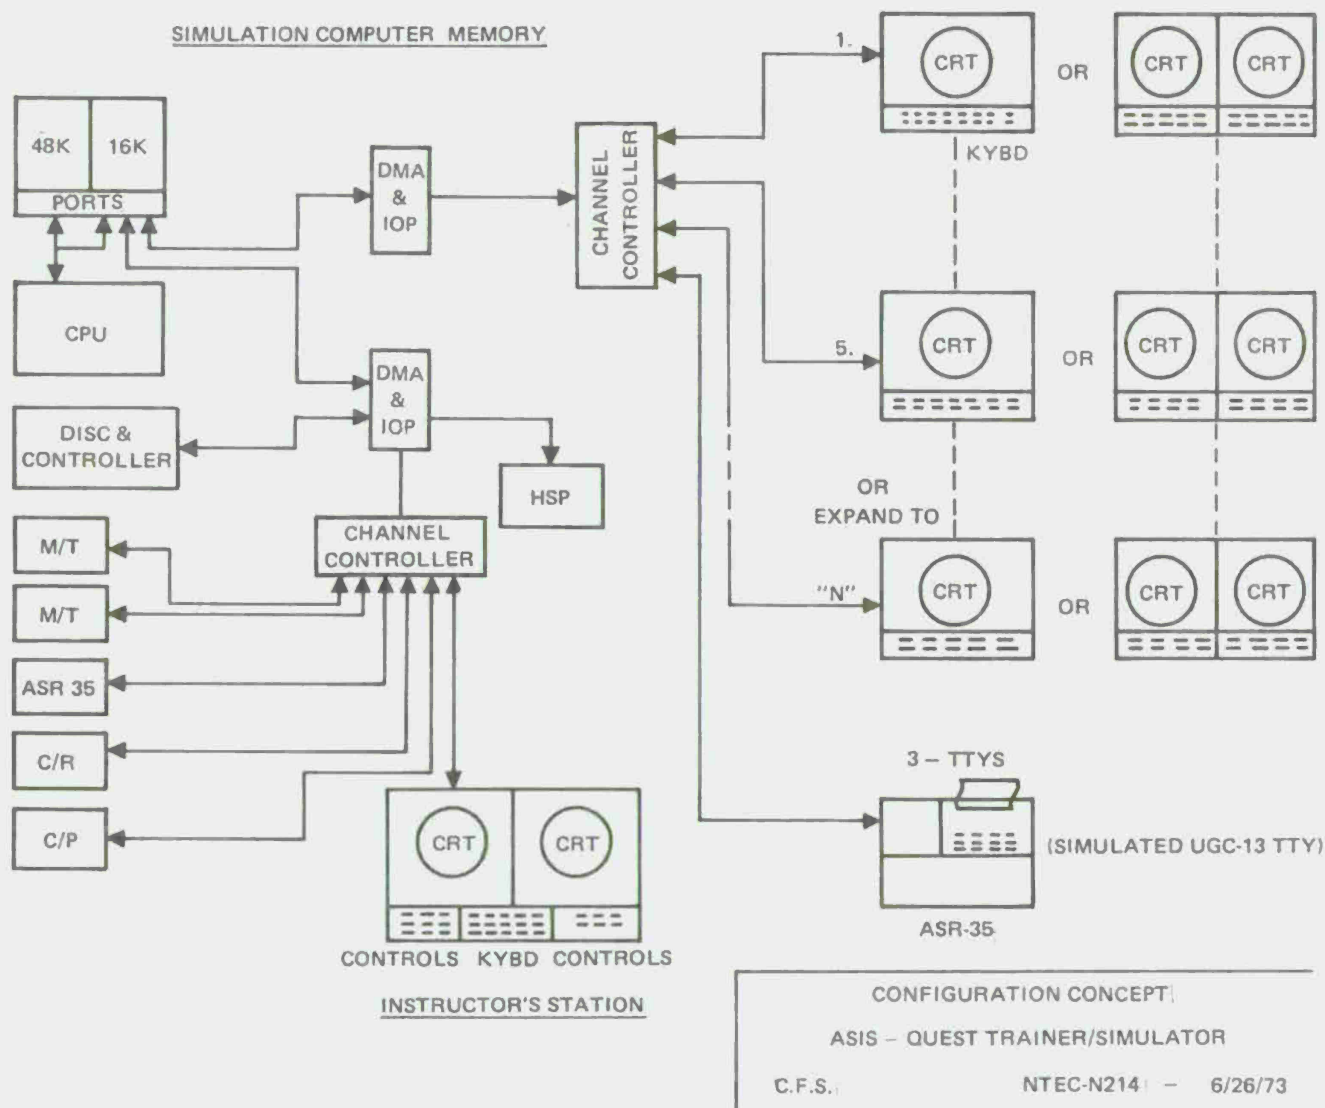 SIMULATION COMPUTER MEMORY
48K
16K
PORTS
CPU
DMA
&
IOP
CHANNEL
CONTROLLER
1.
CRT
KYBD
OR
CRT
CRT
5.
CRT
OR
CRT
CRT
OR
EXPAND TO
"N"
CRT
OR
CRT
CRT
DMA
&
IOP
DISC &
CONTROLLER
HSP
CHANNEL
CONTROLLER
M/T
M/T
ASR 35
C/R
C/P
CRT
CRT
CONTROLS KYBD CONTROLS
INSTRUCTOR'S STATION
3 – TTYS
(SIMULATED UGC-13 TTY)
ASR-35
CONFIGURATION CONCEPT
ASIS – QUEST TRAINER/SIMULATOR
C.F.S. NTEC-N214 – 6/26/73